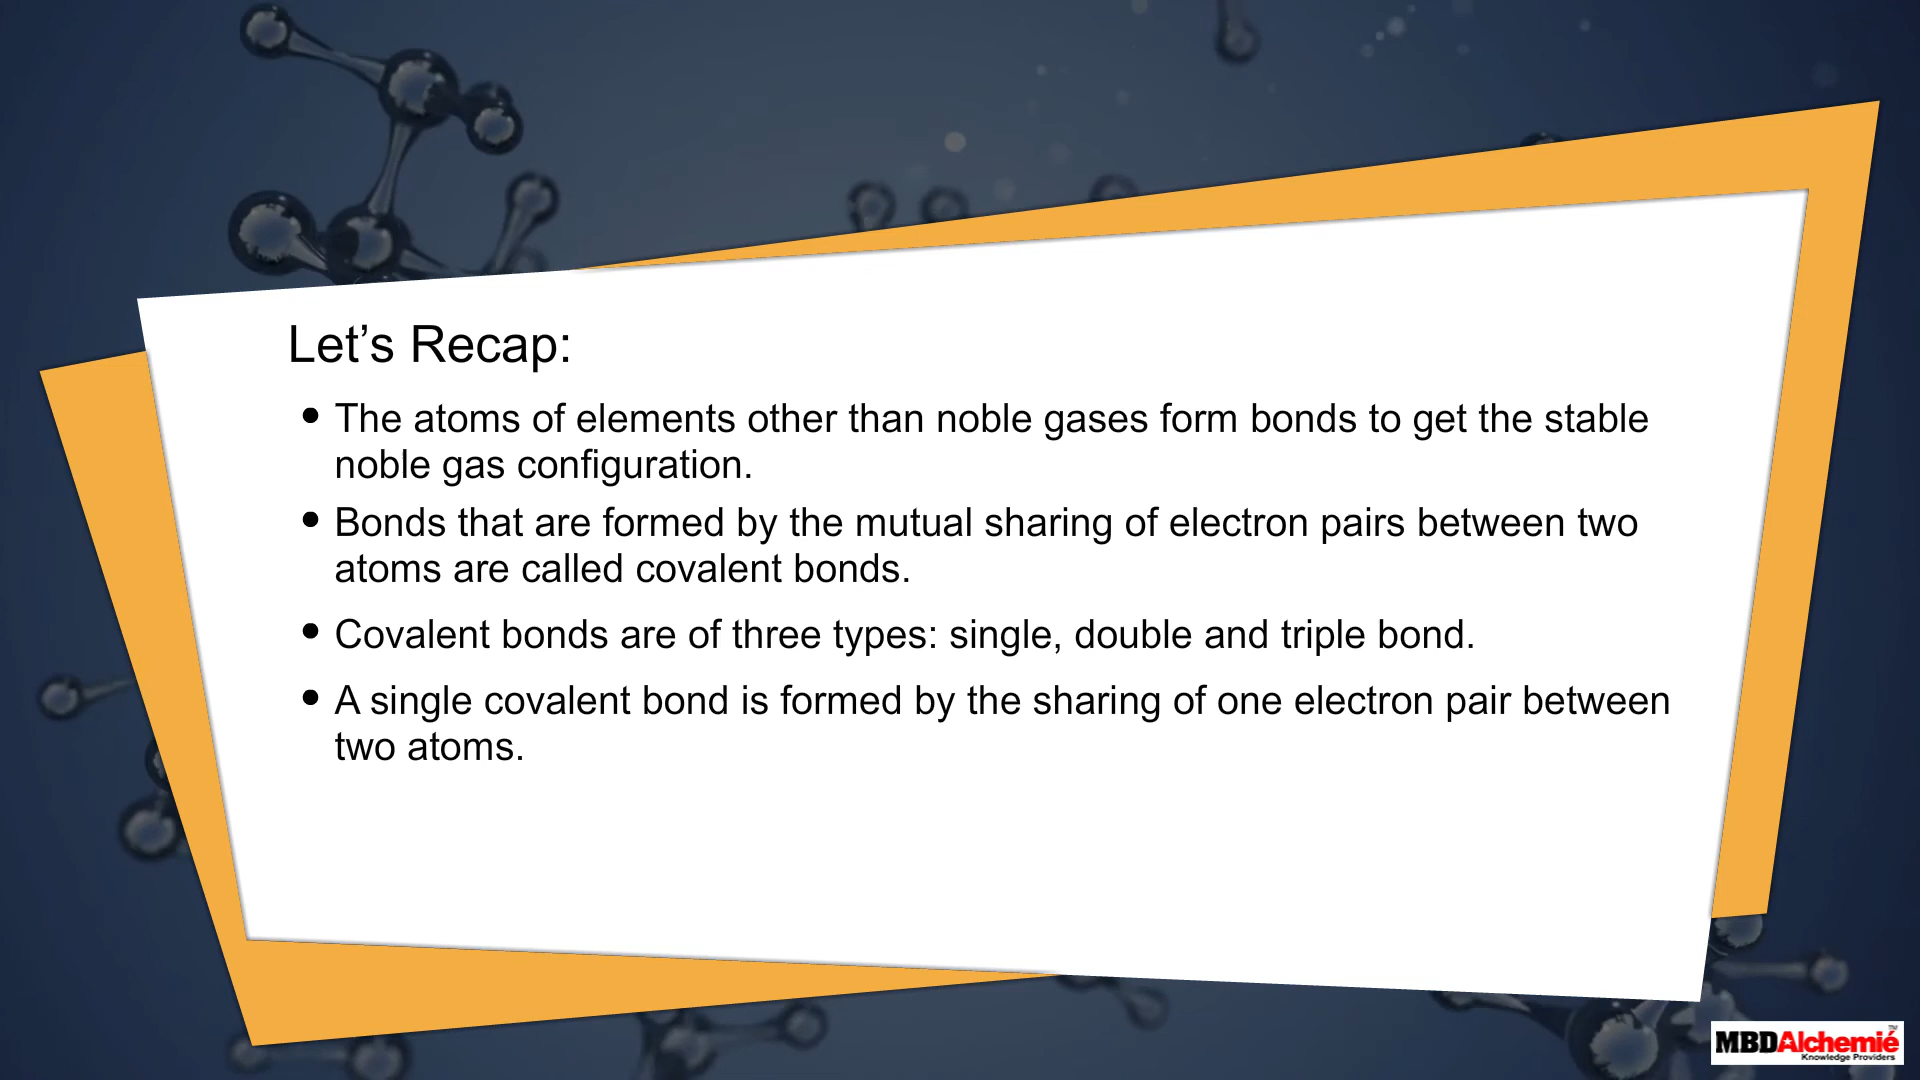 Let’s Recap:
• The atoms of elements other than noble gases form bonds to get the stable
noble gas configuration.
• Bonds that are formed by the mutual sharing of electron pairs between two
atoms are called covalent bonds.
• Covalent bonds are of three types: single, double and triple bond.
• A single covalent bond is formed by the sharing of one electron pair between
two atoms.
MBDAlchemié™
Knowledge Providers